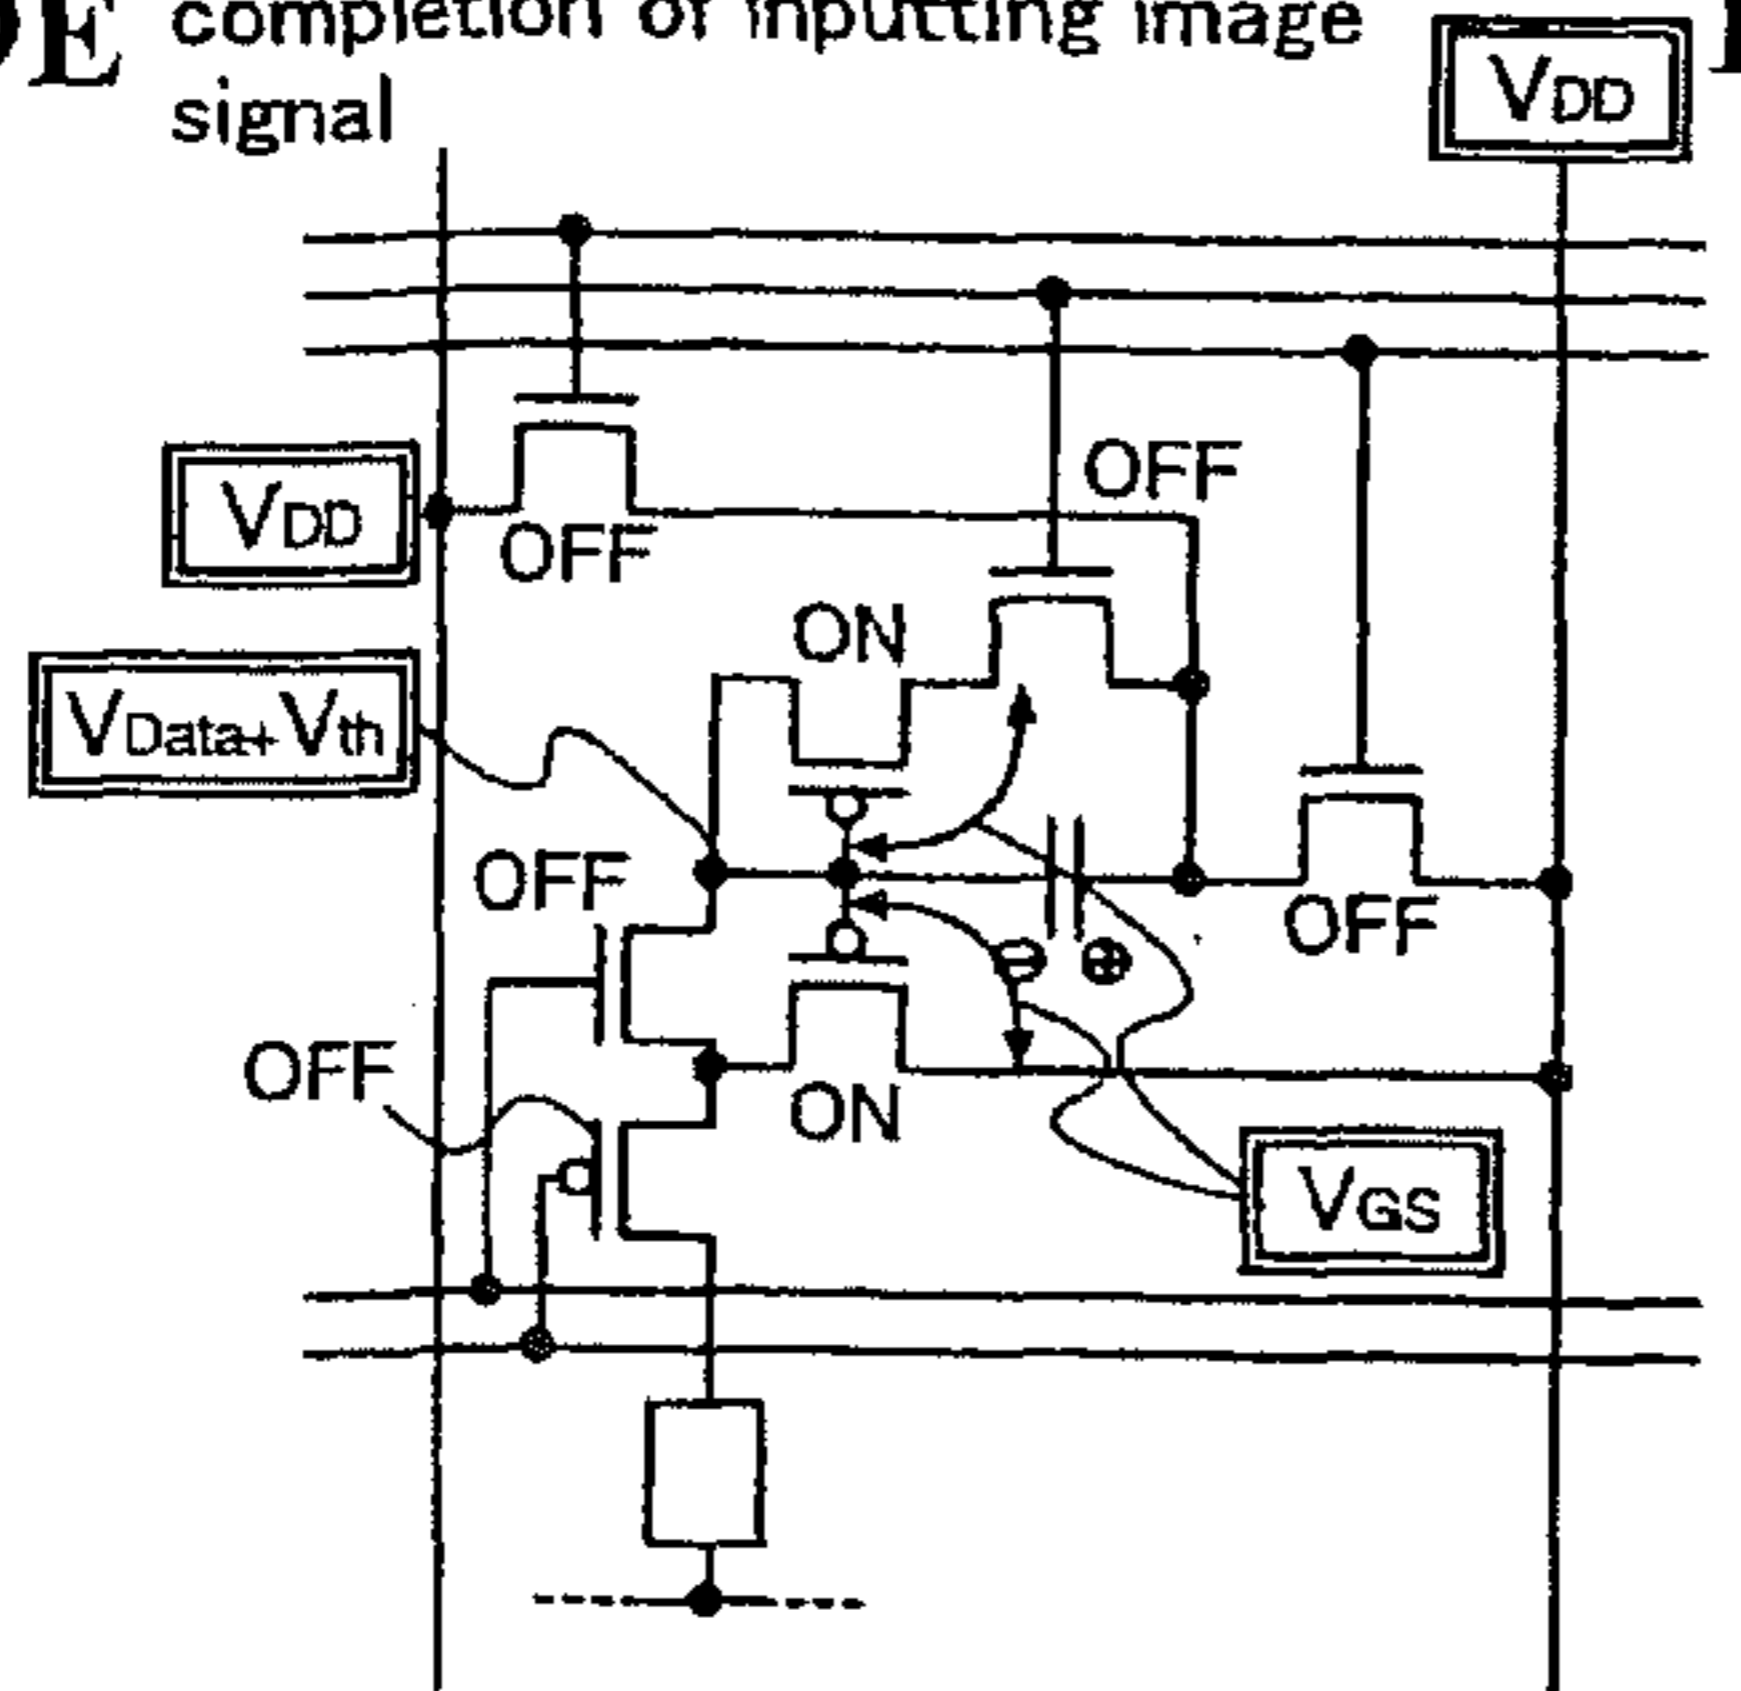 completion of inputting image
signal
VDD
VDD
OFF
OFF
ON
VData+Vth
OFF
OFF
OFF
ON
VGS